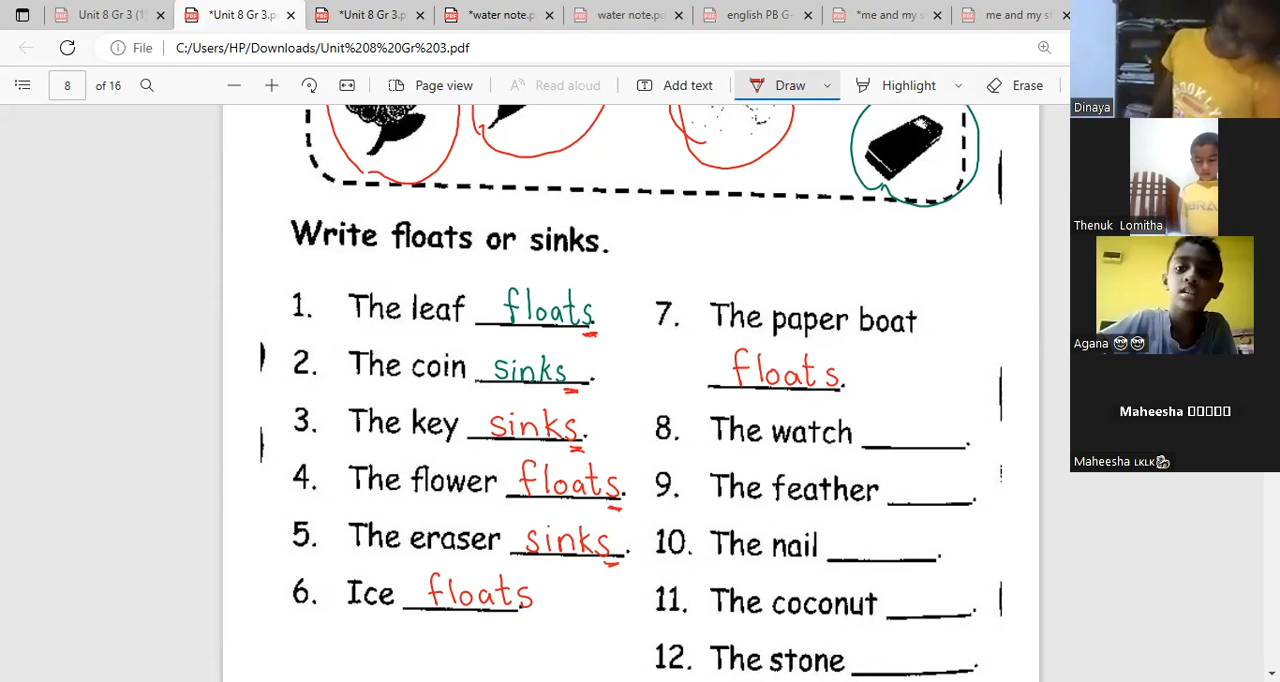 Unit 8 Gr 3 (1
*Unit 8 Gr 3.p
*Unit 8 Gr 3.p
*water note.p
water note.pd
english PB G-
*me and my s
me and my s
File C:/Users/HP/Downloads/Unit%208%20Gr%203.pdf
8 of 16 Page view Read aloud Add text Draw Highlight Erase
Write floats or sinks.
1. The leaf floats.
2. The coin sinks.
3. The key sinks.
4. The flower floats.
5. The eraser sinks.
6. Ice floats.
7. The paper boat
floats.
8. The watch ______.
9. The feather ______.
10. The nail ______.
11. The coconut ______.
12. The stone ______.
Dinaya
Thenuk Lomitha
Agana 😎😎
Maheesha
Maheesha LKLK